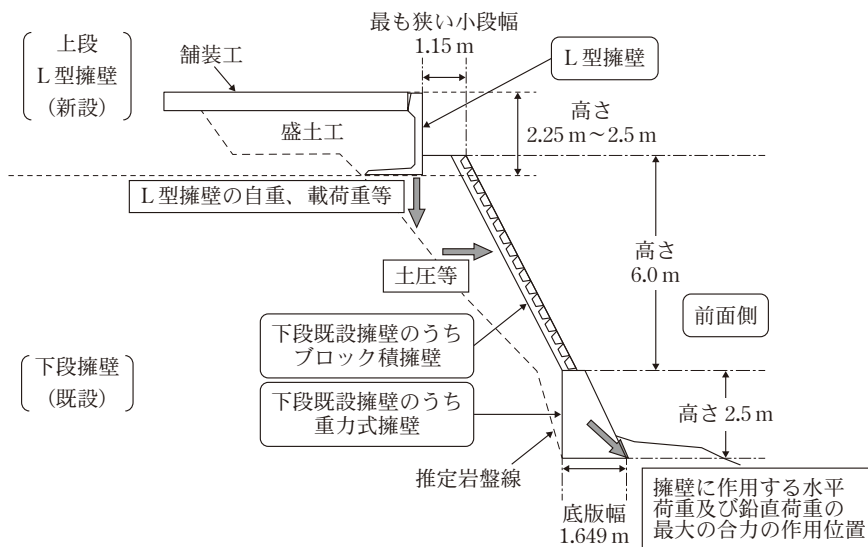 上段
L型擁壁
（新設）
舗装工
最も狭い小段幅
1.15 m
L型擁壁
盛土工
高さ
2.25 m～2.5 m
L型擁壁の自重、載荷重等
土圧等
高さ
6.0 m
前面側
下段擁壁
（既設）
下段既設擁壁のうち
ブロック積擁壁
下段既設擁壁のうち
重力式擁壁
高さ 2.5 m
推定岩盤線
底版幅
1.649 m
擁壁に作用する水平
荷重及び鉛直荷重の
最大の合力の作用位置